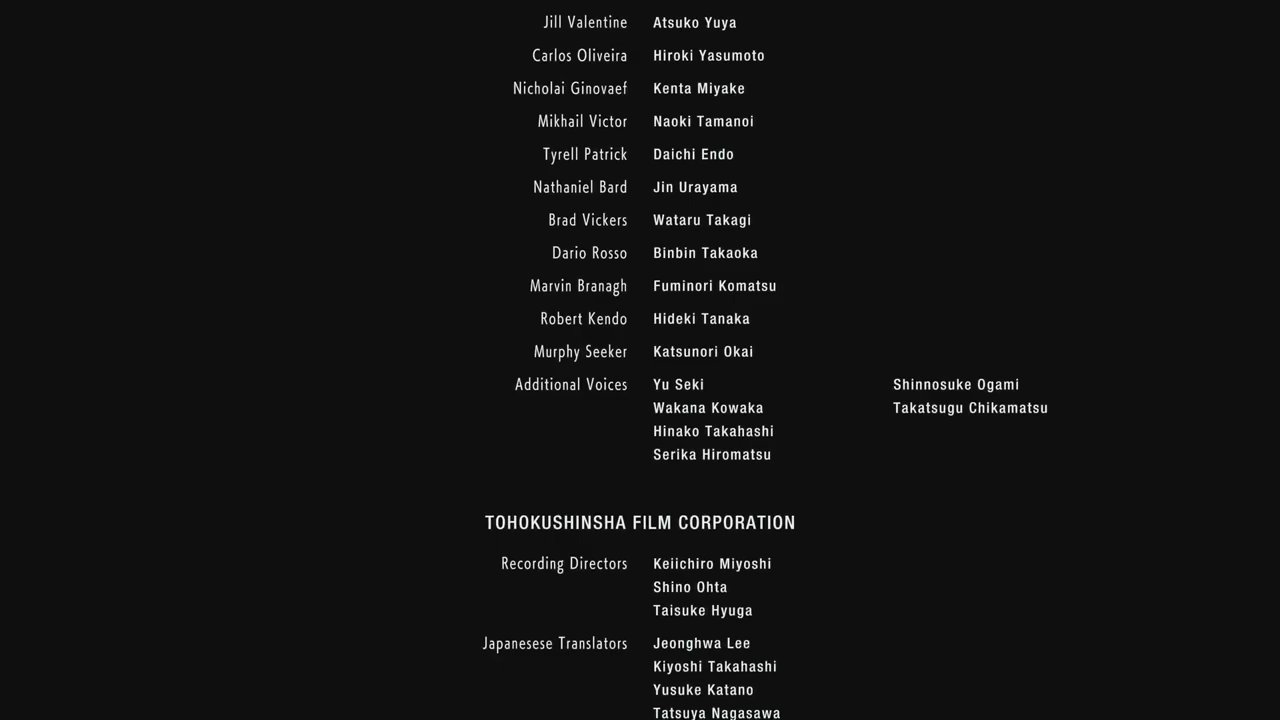 Jill Valentine Atsuko Yuya
Carlos Oliveira Hiroki Yasumoto
Nicholai Ginovaef Kenta Miyake
Mikhail Victor Naoki Tamanoi
Tyrell Patrick Daichi Endo
Nathaniel Bard Jin Urayama
Brad Vickers Wataru Takagi
Dario Rosso Binbin Takaoka
Marvin Branagh Fuminori Komatsu
Robert Kendo Hideki Tanaka
Murphy Seeker Katsunori Okai
Additional Voices Yu Seki Shinnosuke Ogami
Wakana Kowaka Takatsugu Chikamatsu
Hinako Takahashi
Serika Hiromatsu
TOHOKUSHINSHA FILM CORPORATION
Recording Directors Keiichiro Miyoshi
Shino Ohta
Taisuke Hyuga
Japanesese Translators Jeonghwa Lee
Kiyoshi Takahashi
Yusuke Katano
Tatsuya Nagasawa